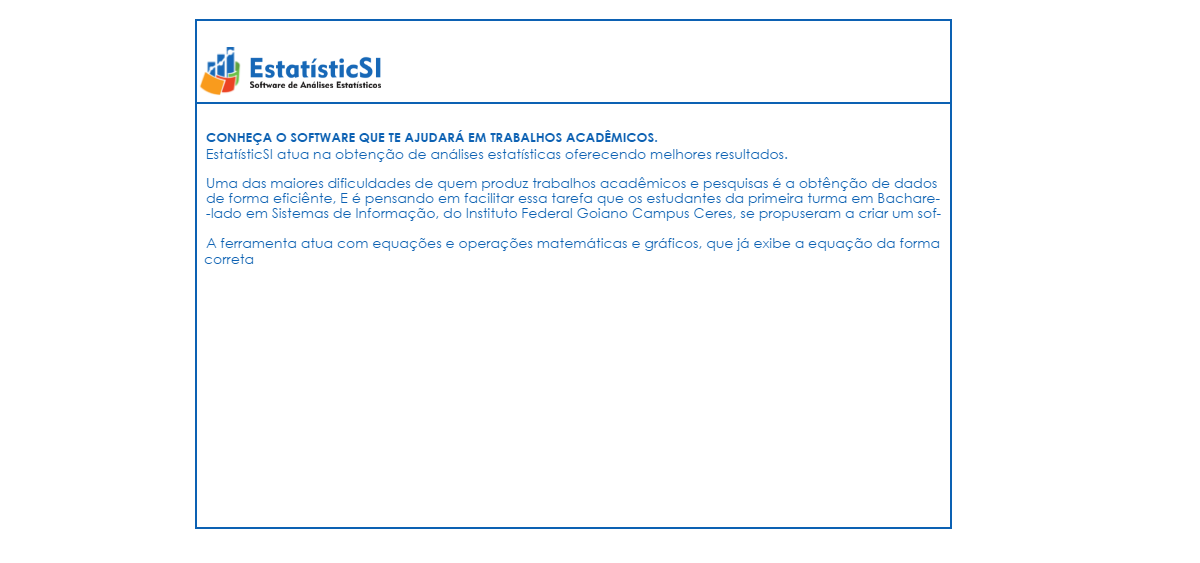 EstatísticSI
Software de Análises Estatísticos
CONHEÇA O SOFTWARE QUE TE AJUDARÁ EM TRABALHOS ACADÊMICOS.
EstatísticSI atua na obtenção de análises estatísticas oferecendo melhores resultados.
Uma das maiores dificuldades de quem produz trabalhos acadêmicos e pesquisas é a obtênção de dados
de forma eficiênte, E é pensando em facilitar essa tarefa que os estudantes da primeira turma em Bachare-
-lado em Sistemas de Informação, do Instituto Federal Goiano Campus Ceres, se propuseram a criar um sof-
A ferramenta atua com equações e operações matemáticas e gráficos, que já exibe a equação da forma
correta